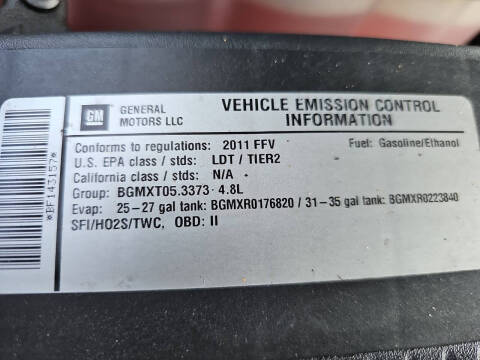 GM
GENERAL
MOTORS LLC
VEHICLE EMISSION CONTROL
INFORMATION
Conforms to regulations: 2011 FFV Fuel: Gasoline/Ethanol
U.S. EPA class / stds: LDT / TIER2
California class / stds: N/A
Group: BGMXT05.3373 4.8L
Evap: 25-27 gal tank: BGMXR0176820 / 31-35 gal tank: BGMXR0223840
SFI/HO2S/TWC, OBD: II
*BF143157*